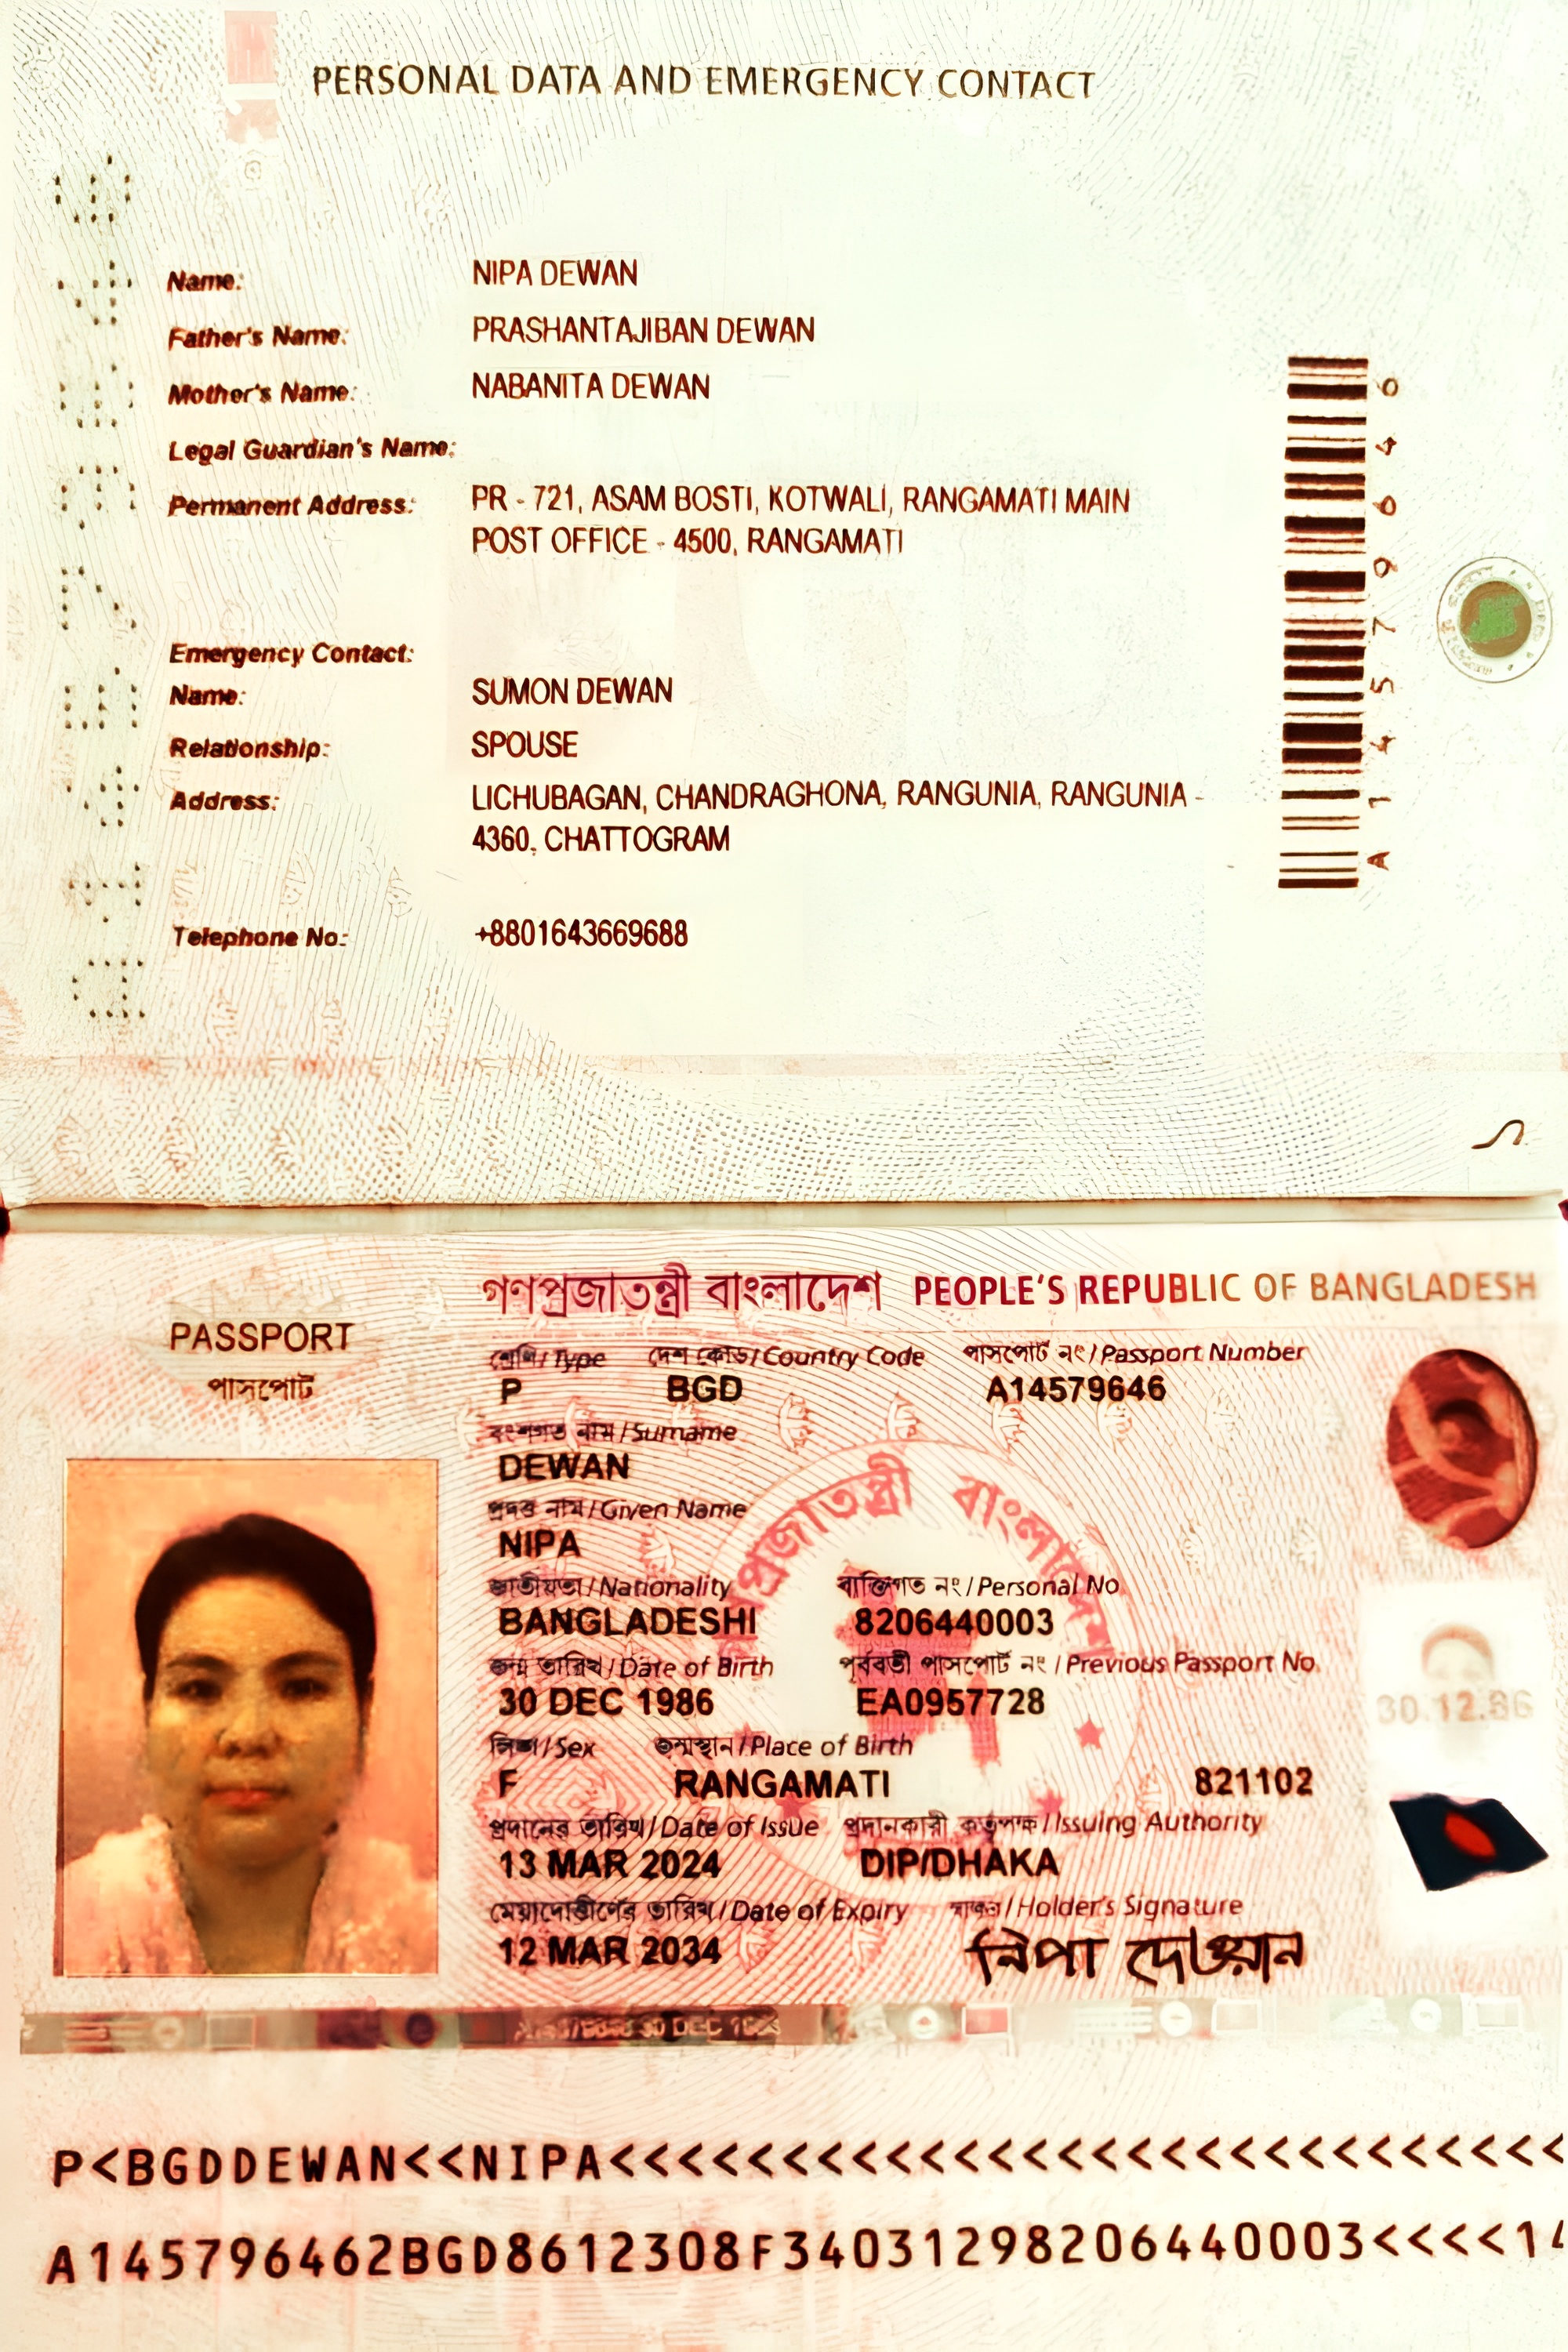 PERSONAL DATA AND EMERGENCY CONTACT
Name: NIPA DEWAN
Father's Name: PRASHANTAJIBAN DEWAN
Mother's Name: NABANITA DEWAN
Legal Guardian's Name:
Permanent Address: PR - 721, ASAM BOSTI, KOTWALI, RANGAMATI MAIN
POST OFFICE - 4500, RANGAMATI
Emergency Contact:
Name: SUMON DEWAN
Relationship: SPOUSE
Address: LICHUBAGAN, CHANDRAGHONA, RANGUNIA, RANGUNIA -
4360, CHATTOGRAM
Telephone No: +8801643669688
A14579640
গণপ্রজাতন্ত্রী বাংলাদেশ PEOPLE'S REPUBLIC OF BANGLADESH
PASSPORT
পাসপোর্ট
শ্রেণি/Type দেশ কোড/Country Code পাসপোর্ট নং/Passport Number
P BGD A14579646
বংশগত নাম/Surname
DEWAN
প্রদত্ত নাম/Given Name
NIPA
জাতীয়তা/Nationality ব্যক্তিগত নং/Personal No.
BANGLADESHI 8206440003
জন্ম তারিখ/Date of Birth পূর্ববর্তী পাসপোর্ট নং/Previous Passport No.
30 DEC 1986 EA0957728
30.12.86
লিঙ্গ/Sex জন্মস্থান/Place of Birth
F RANGAMATI 821102
প্রদানের তারিখ/Date of Issue প্রদানকারী কর্তৃপক্ষ/Issuing Authority
13 MAR 2024 DIP/DHAKA
মেয়াদোত্তীর্ণের তারিখ/Date of Expiry স্বাক্ষর/Holder's Signature
12 MAR 2034 নিপা দেওয়ান
P<BGDDEWAN<<NIPA<<<<<<<<<<<<<<<<<<<<<<<<<<<<
A145796462BGD8612308F34031298206440003<<<<14